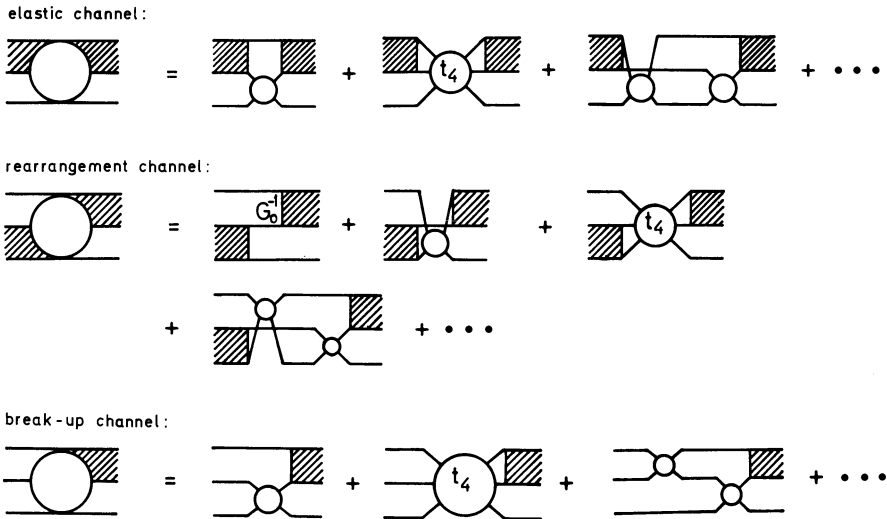 elastic channel:
= + t₄ + + • • •
rearrangement channel:
= G₀⁻¹ + + t₄
+ + • • •
break-up channel:
= + t₄ + + • • •